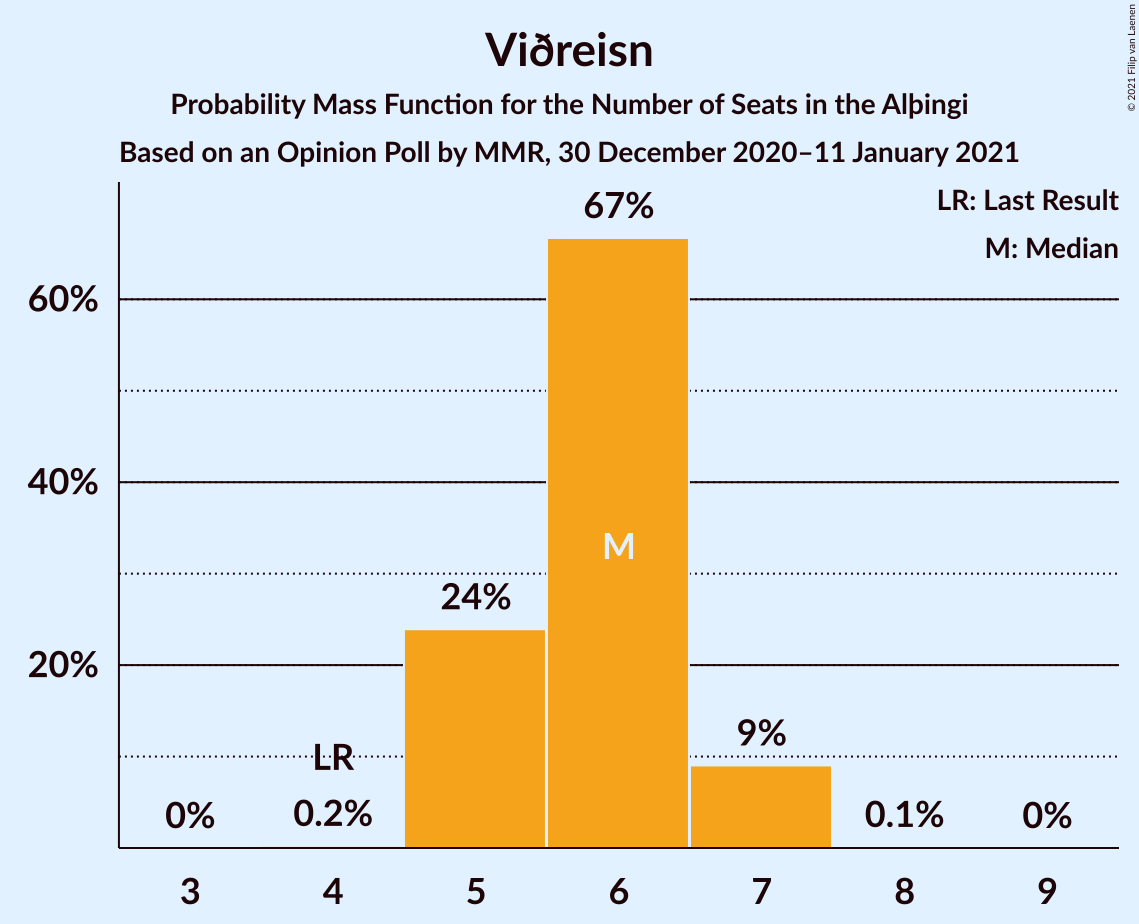 Viðreisn
Probability Mass Function for the Number of Seats in the Alþingi
Based on an Opinion Poll by MMR, 30 December 2020–11 January 2021
© 2021 Filip van Laenen
LR: Last Result
M: Median
67%
60%
40%
M
24%
20%
9%
LR
0%
0.2%
0.1%
0%
3 4 5 6 7 8 9